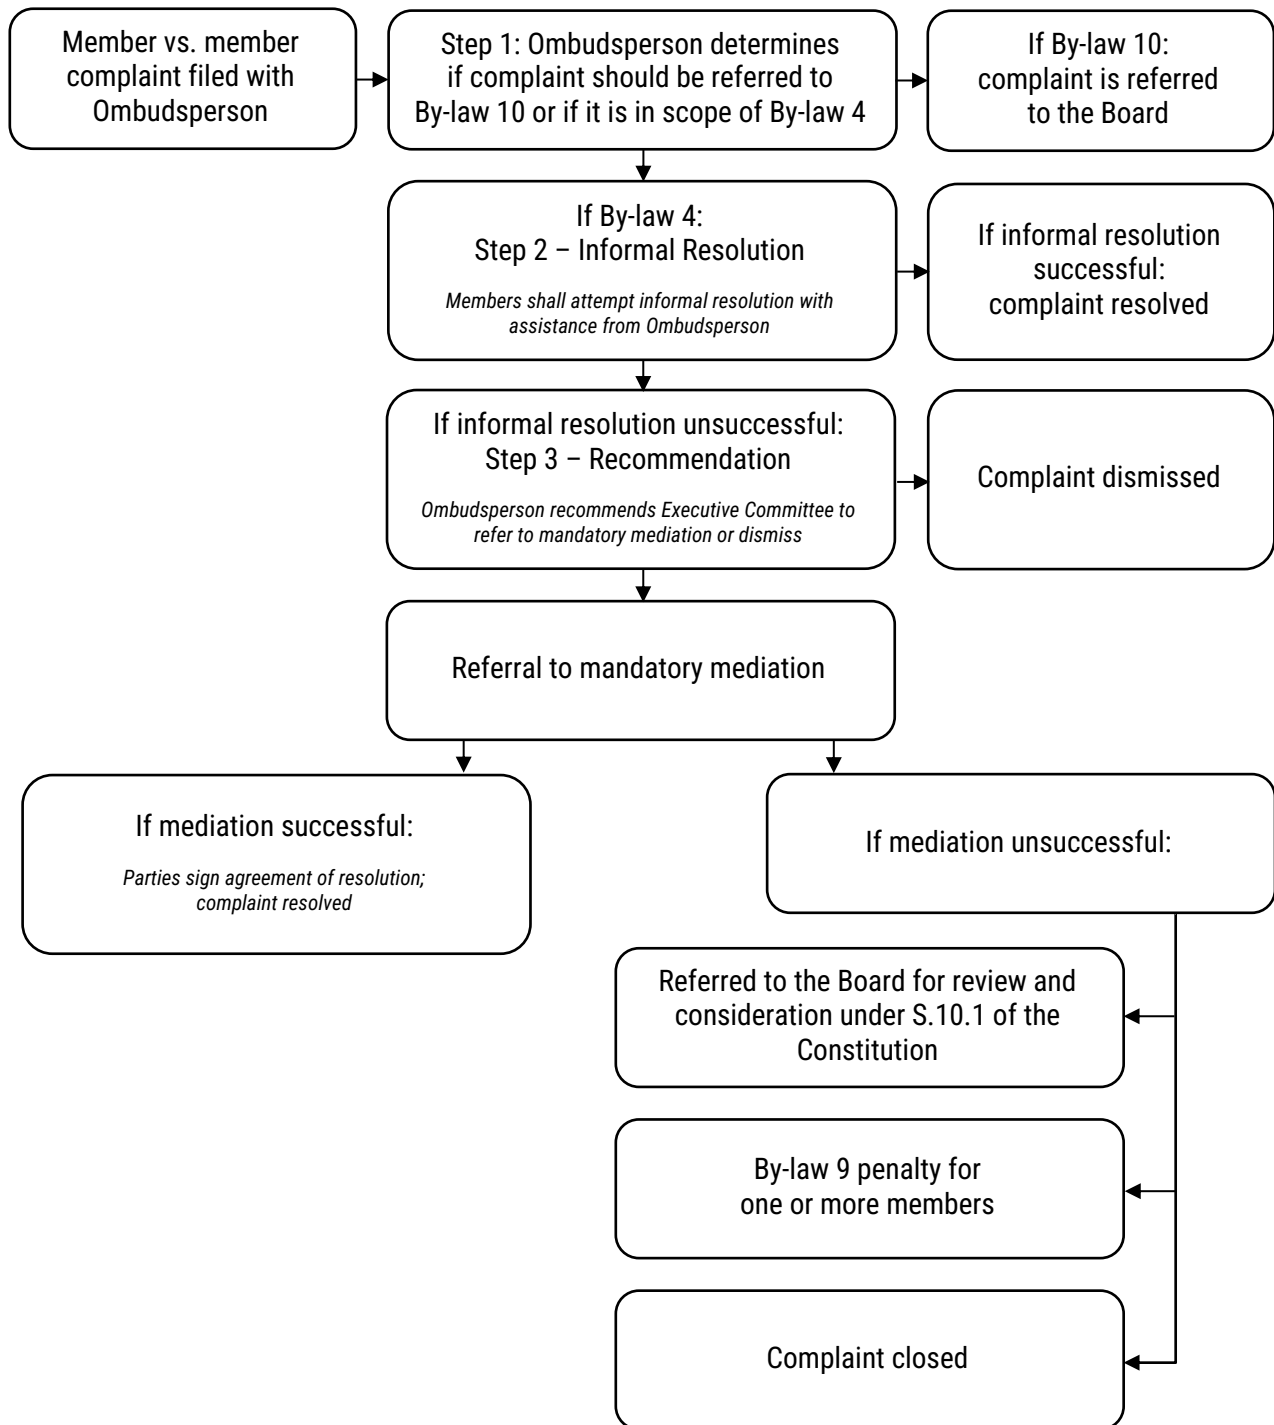 Member vs. member
complaint filed with
Ombudsperson
Step 1: Ombudsperson determines
if complaint should be referred to
By-law 10 or if it is in scope of By-law 4
If By-law 10:
complaint is referred
to the Board
If By-law 4:
Step 2 – Informal Resolution
Members shall attempt informal resolution with
assistance from Ombudsperson
If informal resolution
successful:
complaint resolved
If informal resolution unsuccessful:
Step 3 – Recommendation
Ombudsperson recommends Executive Committee to
refer to mandatory mediation or dismiss
Complaint dismissed
Referral to mandatory mediation
If mediation successful:
Parties sign agreement of resolution;
complaint resolved
If mediation unsuccessful:
Referred to the Board for review and
consideration under S.10.1 of the
Constitution
By-law 9 penalty for
one or more members
Complaint closed